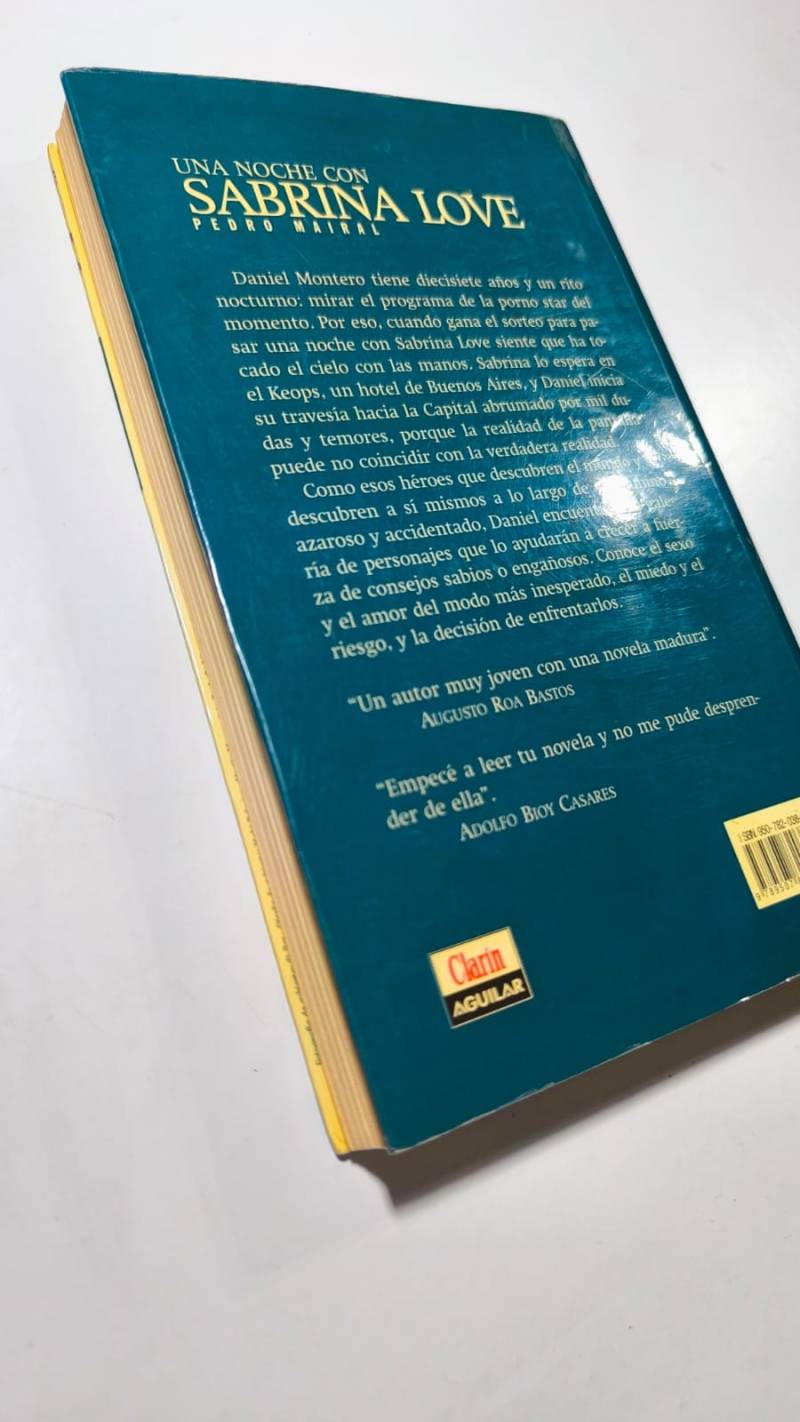 UNA NOCHE CON
SABRINA LOVE
PEDRO MAIRAL
Daniel Montero tiene diecisiete años y un rito
nocturno: mirar el programa de la porno star del
momento. Por eso, cuando gana el sorteo para pa-
sar una noche con Sabrina Love siente que ha to-
cado el cielo con las manos. Sabrina lo espera en
el Keops, un hotel de Buenos Aires, y Daniel inicia
su travesía hacia la Capital abrumado por mil du-
das y temores, porque la realidad de la
puede no coincidir con la verdadera realidad
Como esos héroes que descubren el
descubren a sí mismos a lo largo de
azaroso y accidentado, Daniel
ría de personajes que lo ayudarán a crecer a fuer-
za de consejos sabios o engañosos. Conoce el sexo
y el amor del modo más inesperado, el miedo y el
riesgo, y la decisión de enfrentarlos.
“Un autor muy joven con una novela madura”.
AUGUSTO ROA BASTOS
“Empecé a leer tu novela y no me pude despren-
der de ella”.
ADOLFO BIOY CASARES
ISBN 950-782-
Clarín
AGUILAR